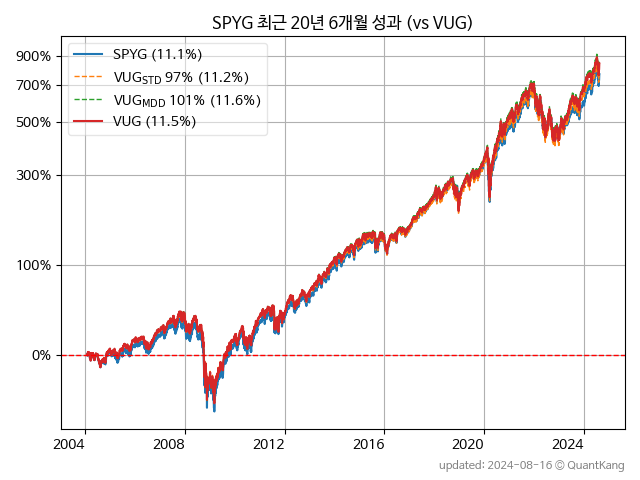 SPYG 최근 20년 6개월 성과 (vs VUG)
SPYG (11.1%)
VUGSTD 97% (11.2%)
VUGMDD 101% (11.6%)
VUG (11.5%)
900%
700%
500%
300%
100%
0%
2004 2008 2012 2016 2020 2024
updated: 2024-08-16 © QuantKang